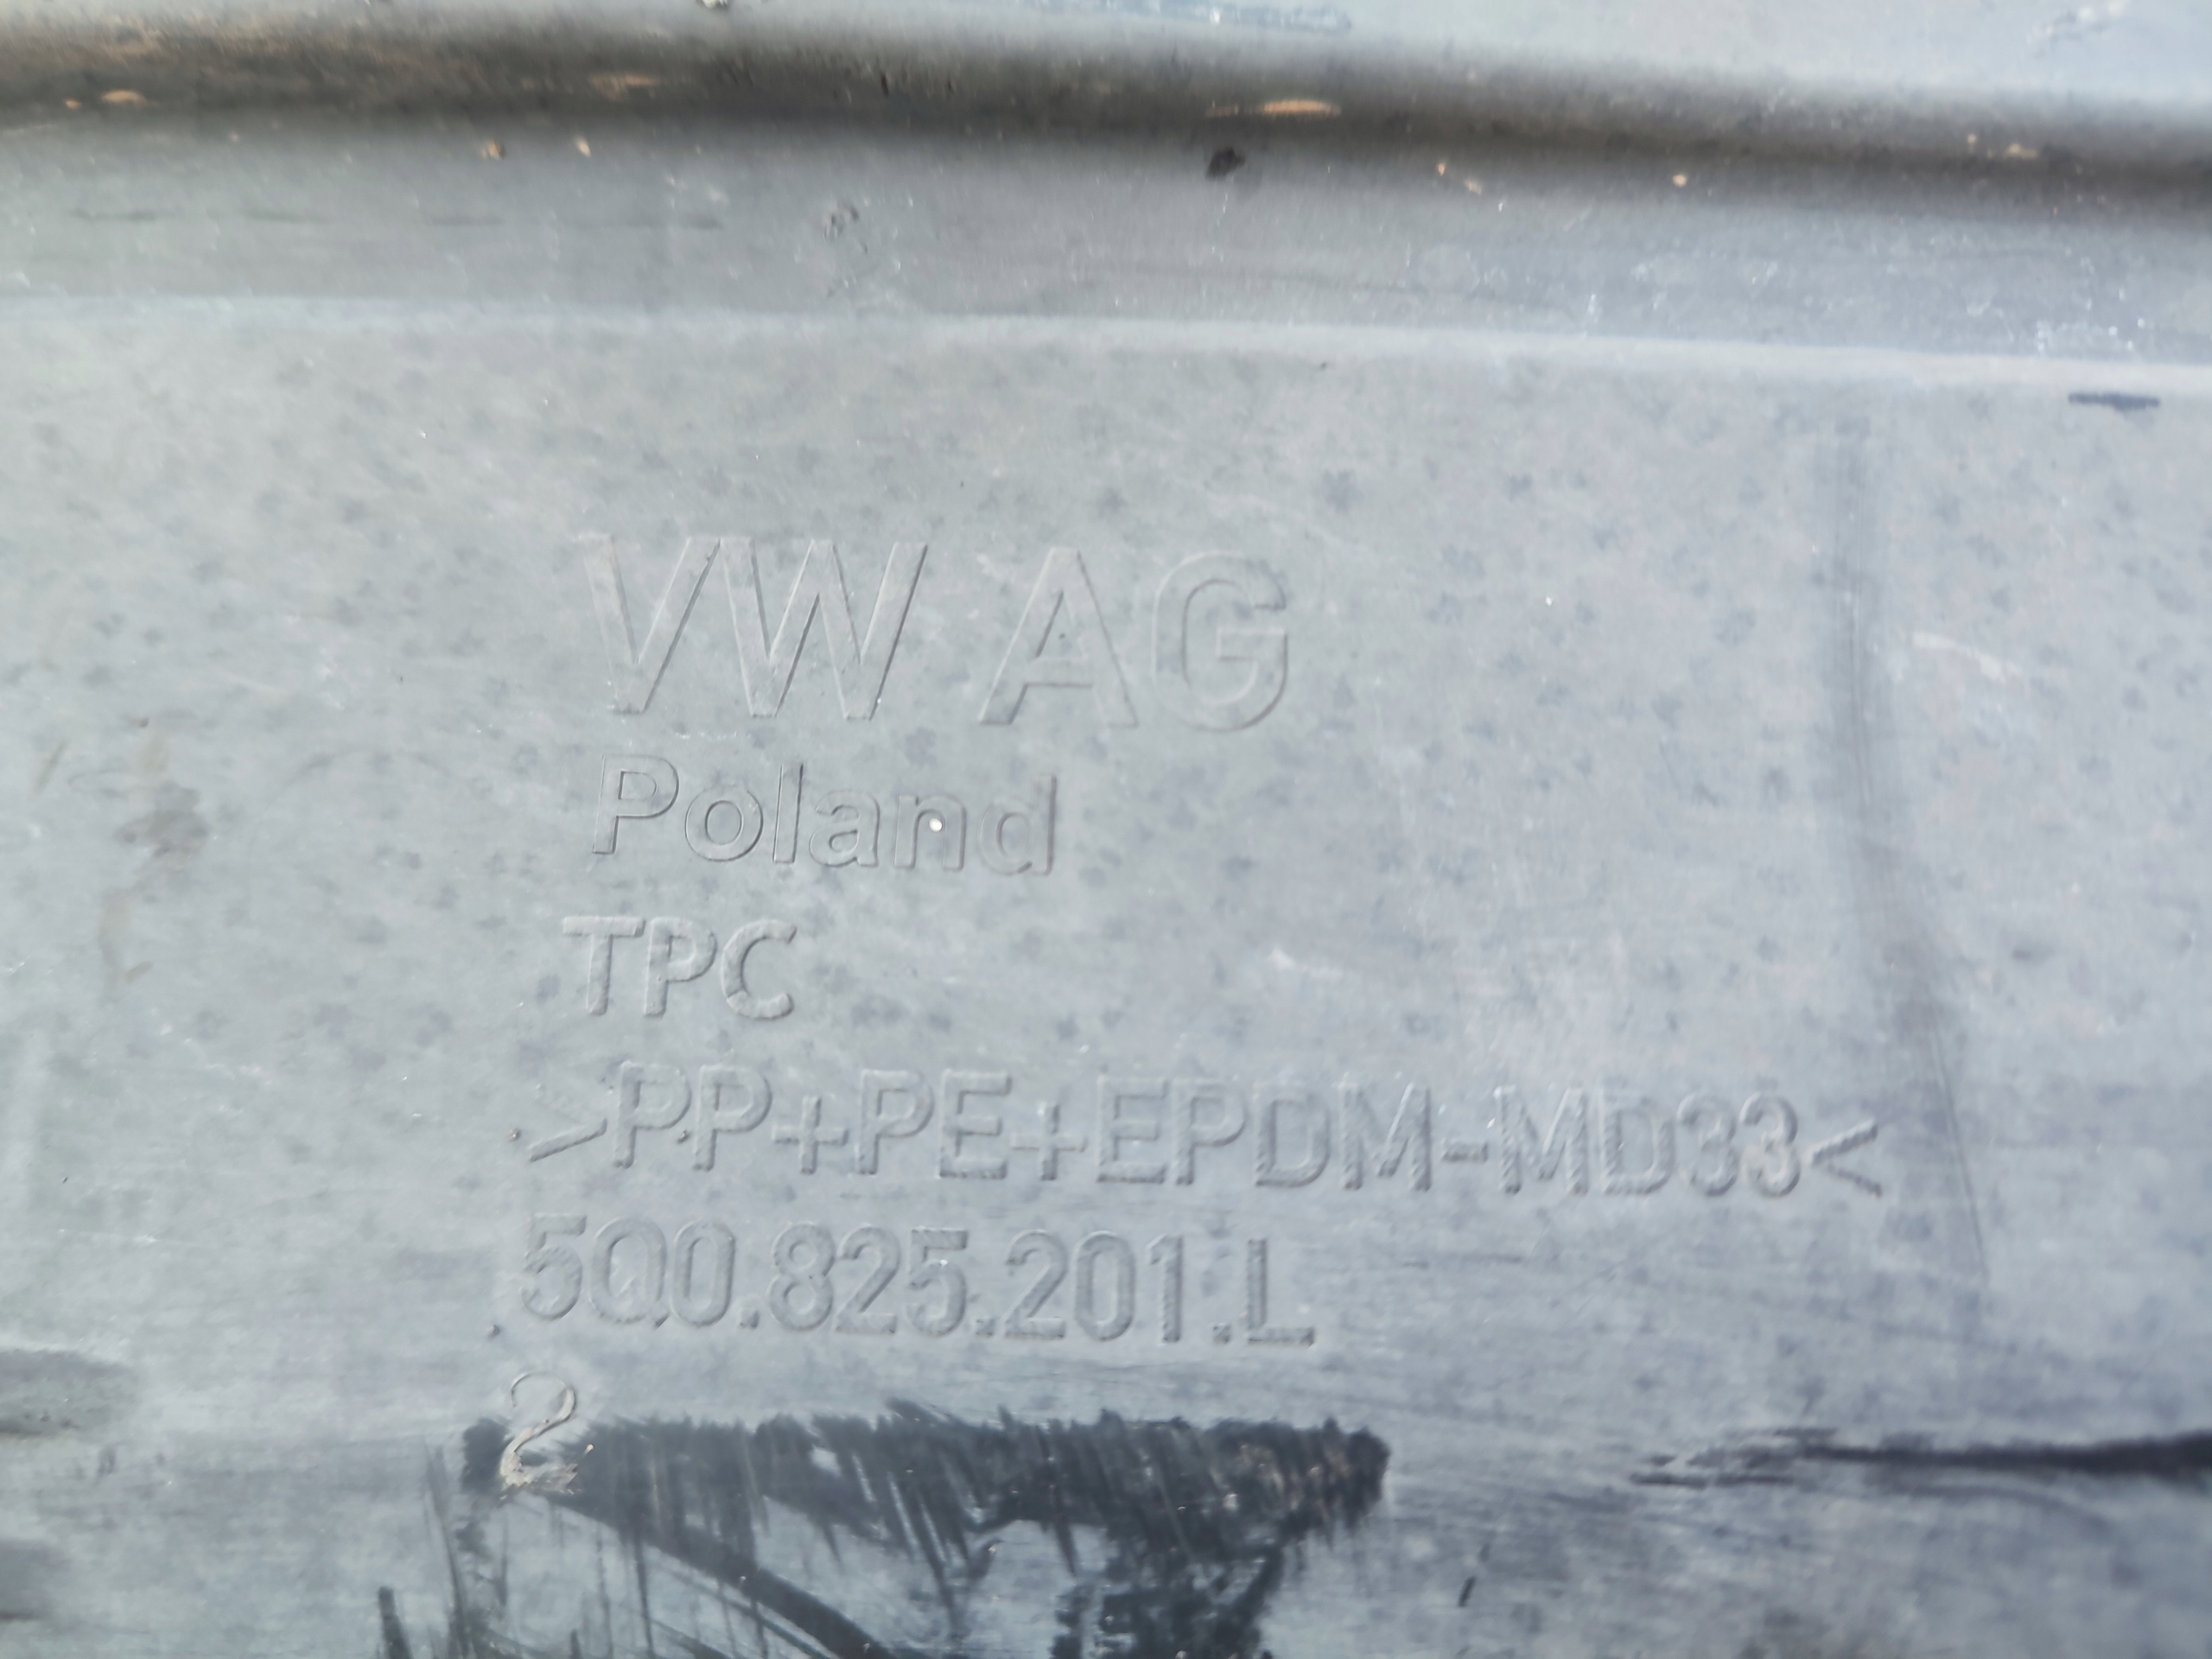 VW AG
Poland
TPC
>PP+PE+EPDM-MD33<
5Q0.825.201.L
2